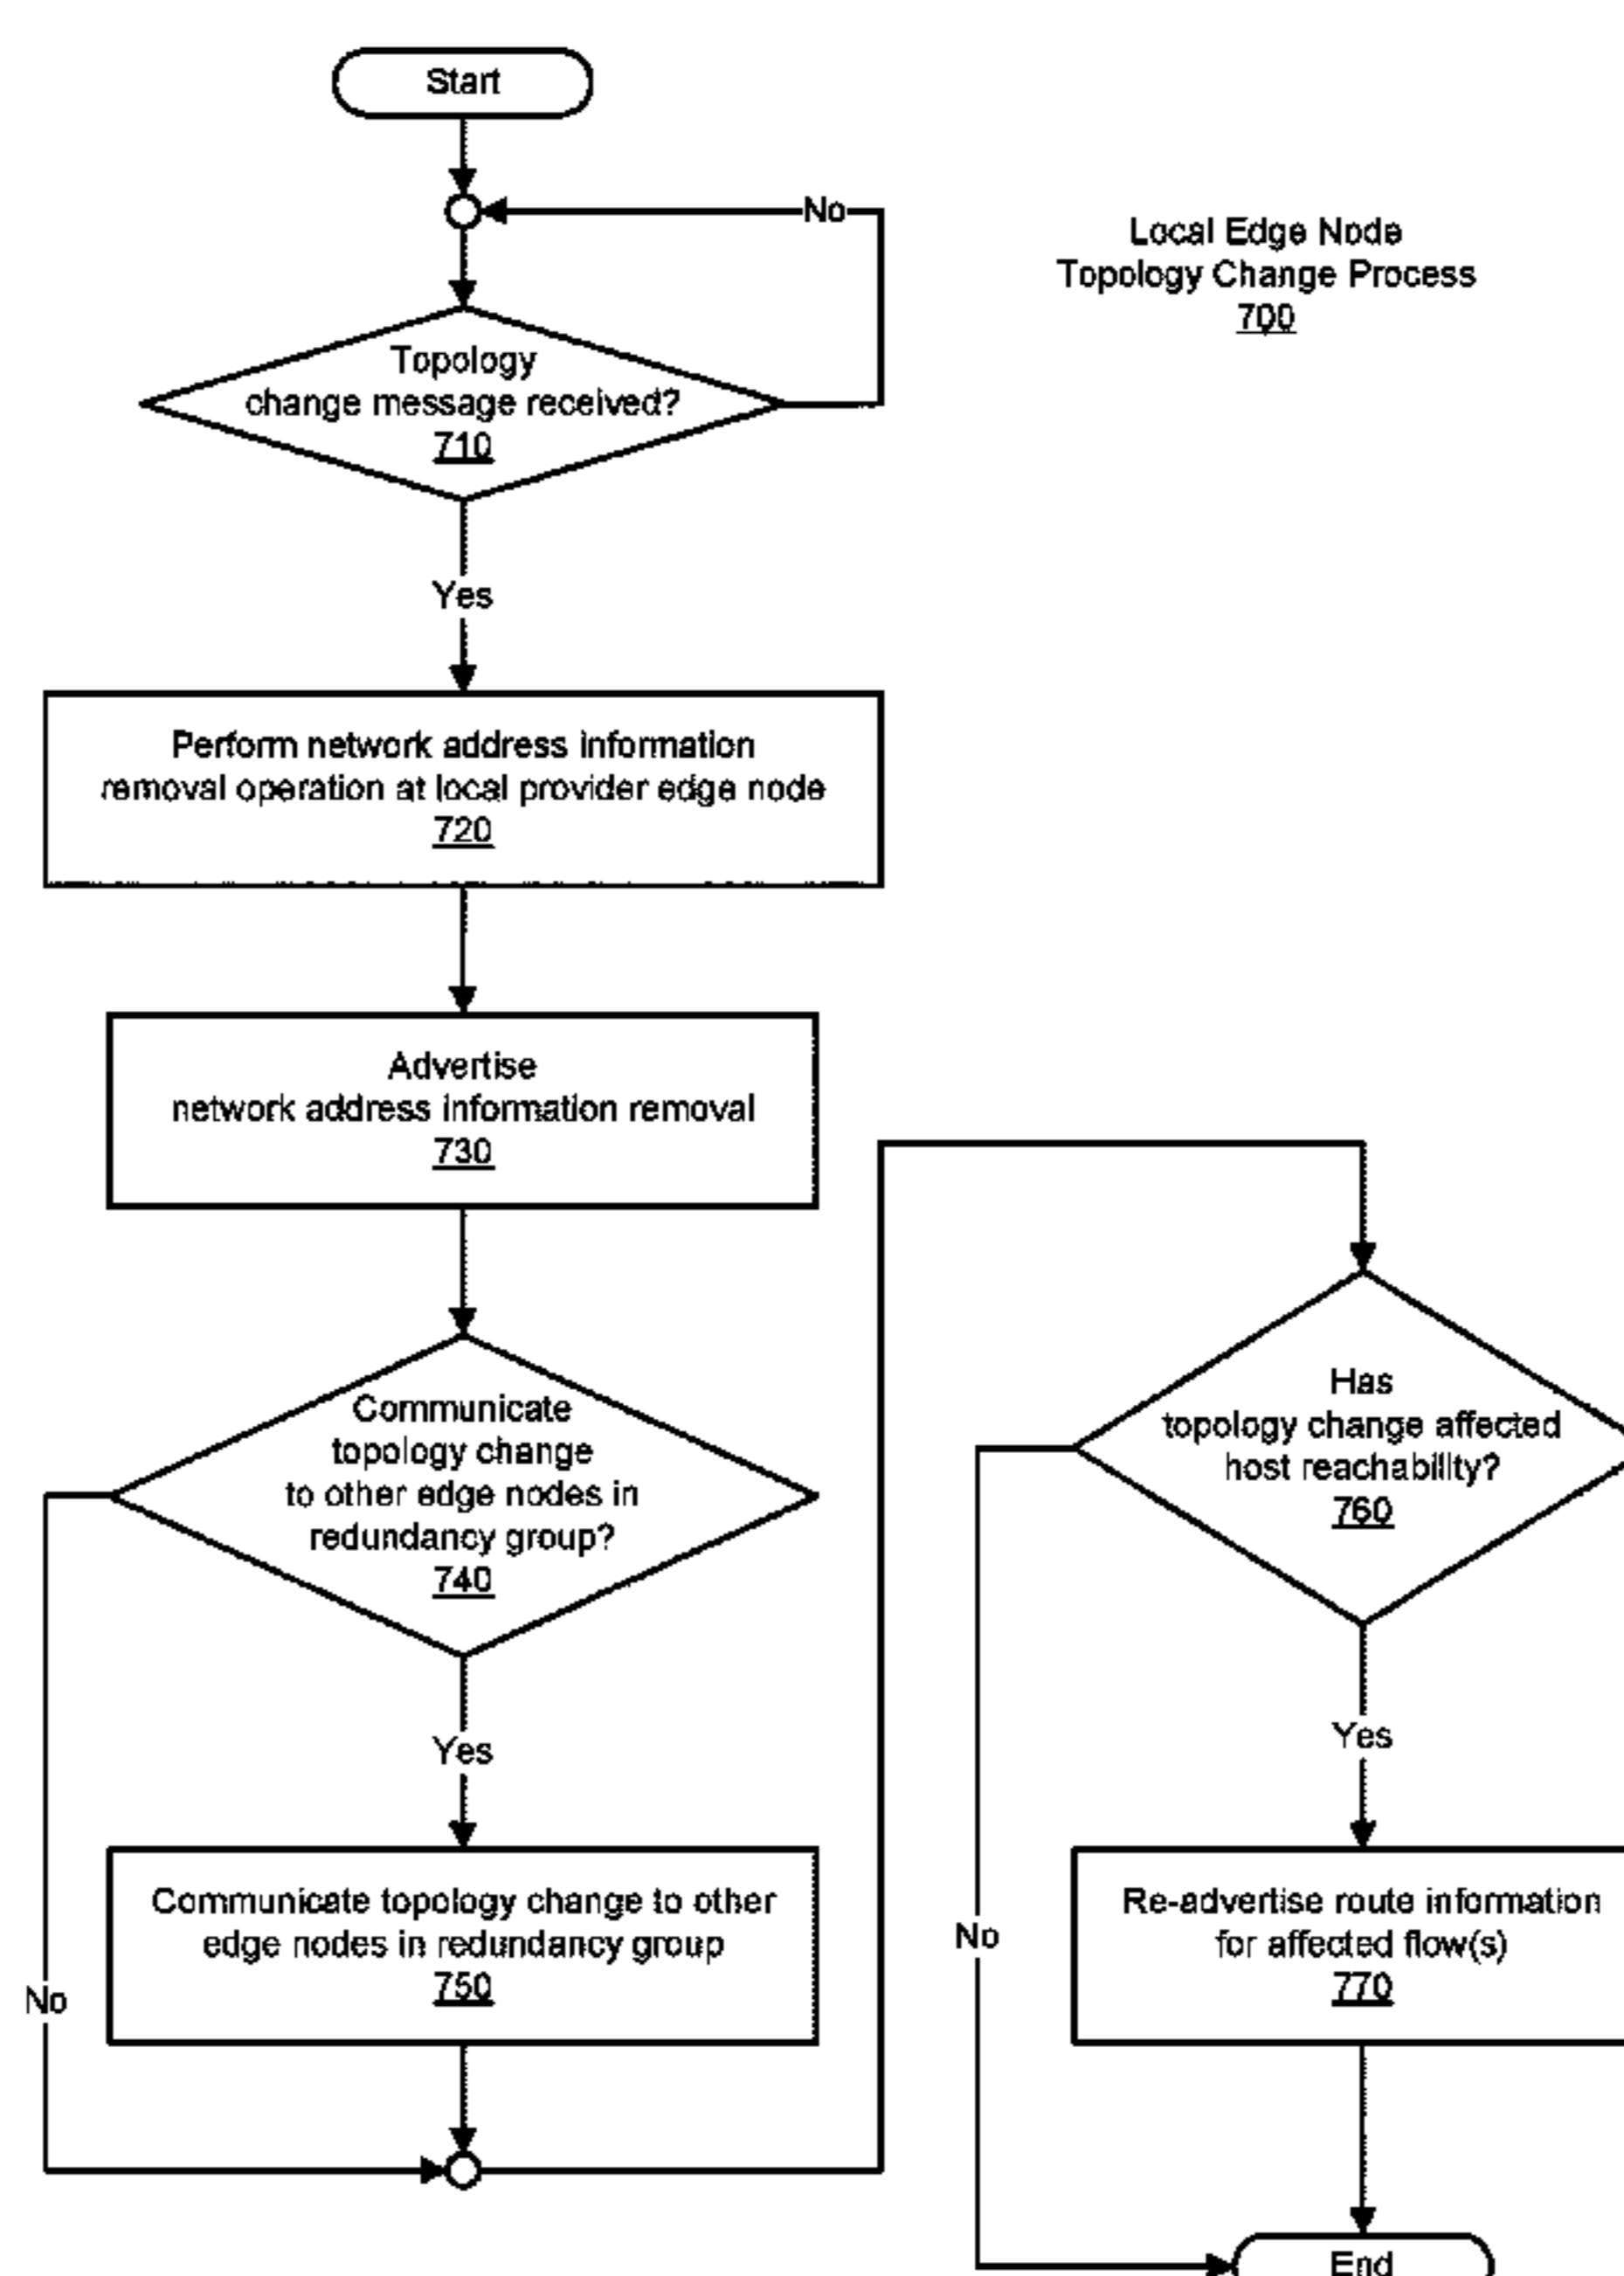 Start
No
Local Edge Node
Topology Change Process
700
Topology
change message received?
710
Yes
Perform network address information
removal operation at local provider edge node
720
Advertise
network address information removal
730
Communicate
topology change
to other edge nodes in
redundancy group?
740
Yes
Communicate topology change to other
edge nodes in redundancy group
750
No
Has
topology change affected
host reachability?
760
Yes
No
Re-advertise route information
for affected flow(s)
770
End